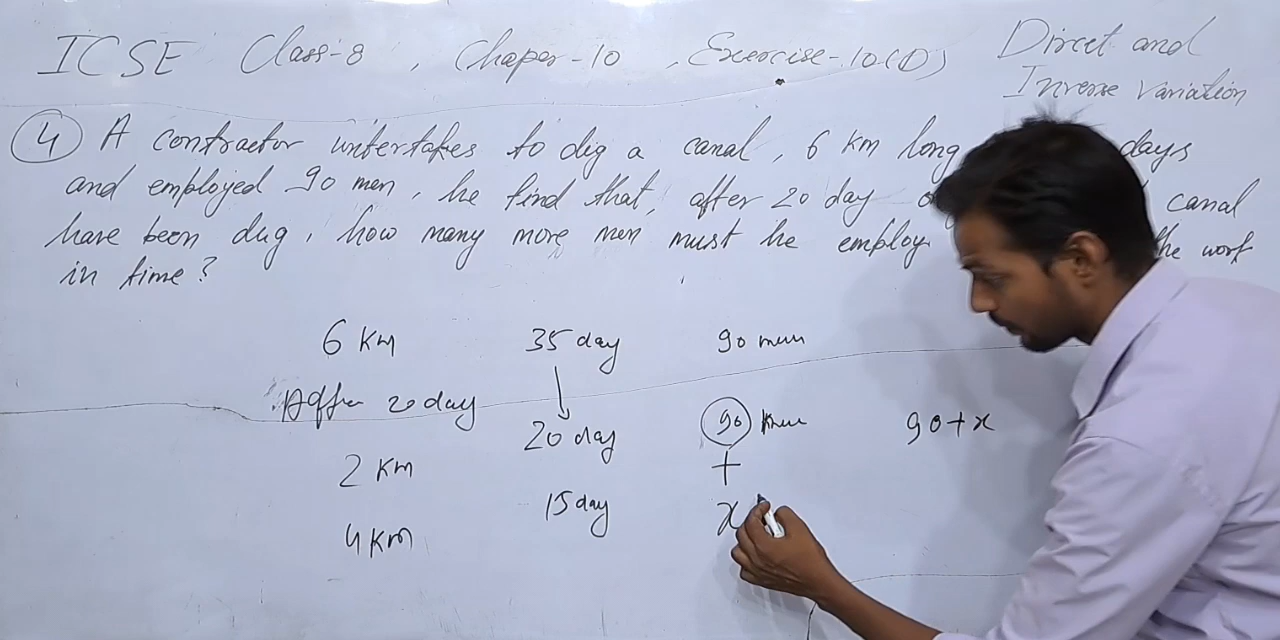 ICSE Class-8 , Chaper-10 , Exercise-10(D) Direct and
Inverse Variation
4 A contractor untertakes to dig a canal, 6 Km long days
and employed 90 men, he find that, after 20 day canal
have been dug, how many more men must he employ the work
in time?
6 Km 35 day 90 men
After 20 day
20 day 90 men 90+x
2 Km +
15 day x
4 Km